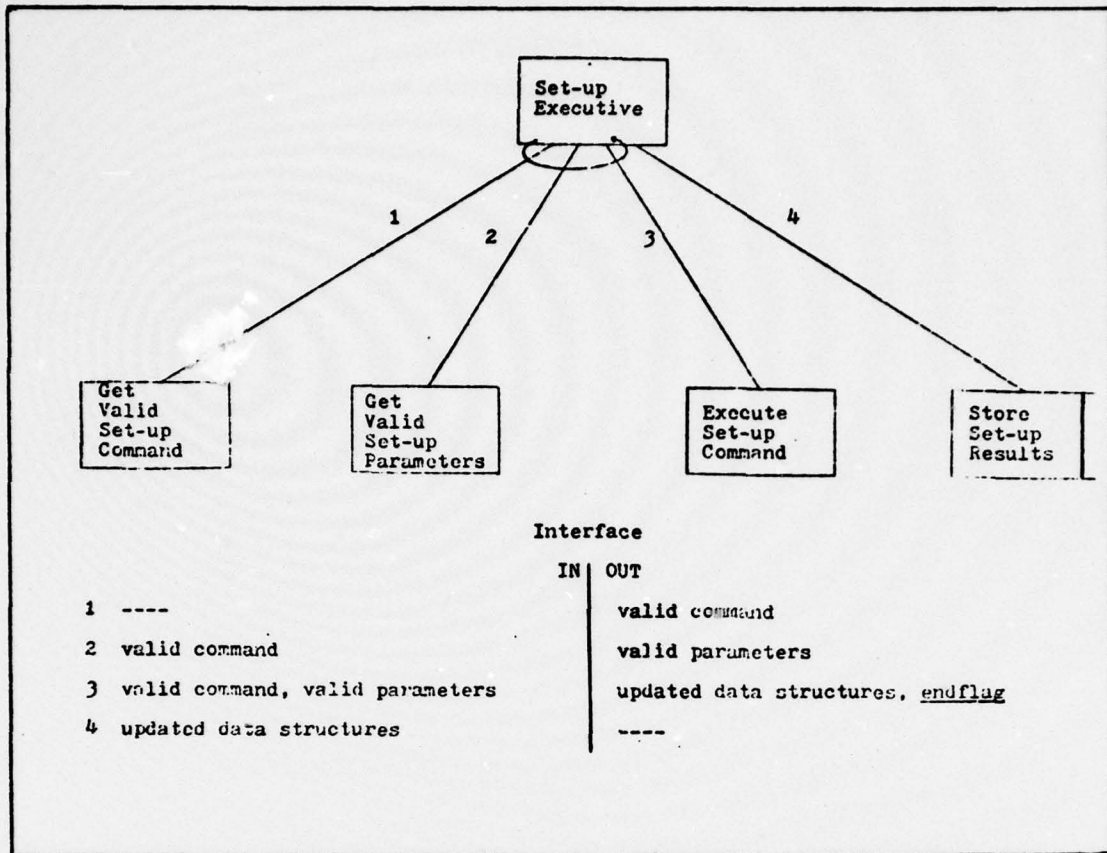 Set-up
Executive
1
2
3
4
Get
Valid
Set-up
Command
Get
Valid
Set-up
Parameters
Execute
Set-up
Command
Store
Set-up
Results
Interface
IN | OUT
1 ---- valid command
2 valid command valid parameters
3 valid command, valid parameters updated data structures, endflag
4 updated data structures ----